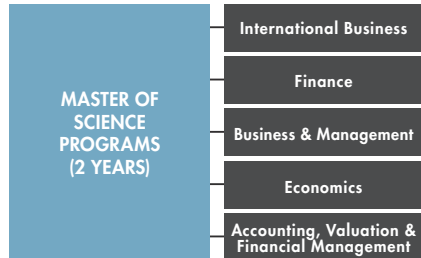 MASTER OF
SCIENCE
PROGRAMS
(2 YEARS)
International Business
Finance
Business & Management
Economics
Accounting, Valuation &
Financial Management